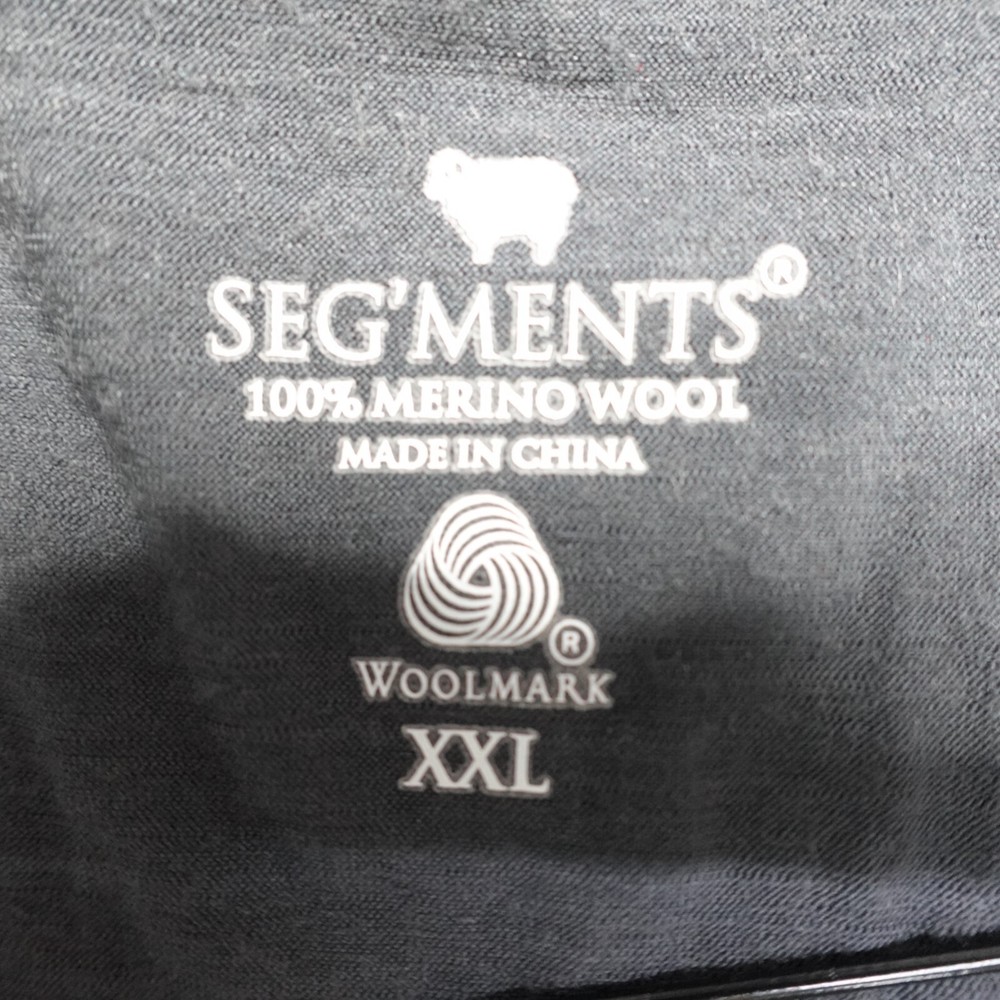 SEG'MENTS®
100% MERINO WOOL
MADE IN CHINA
®
WOOLMARK
XXL